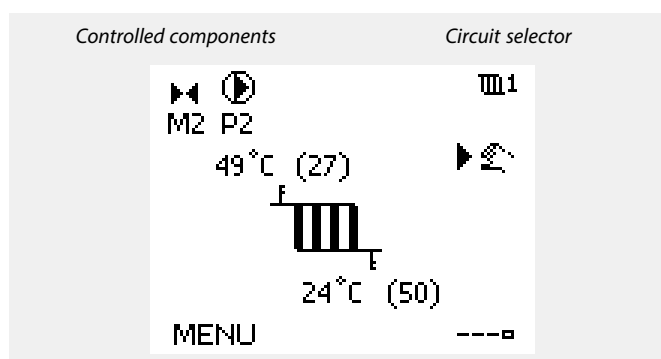 Controlled components Circuit selector
1
M2 P2
49°C (27)
24°C (50)
MENU ---